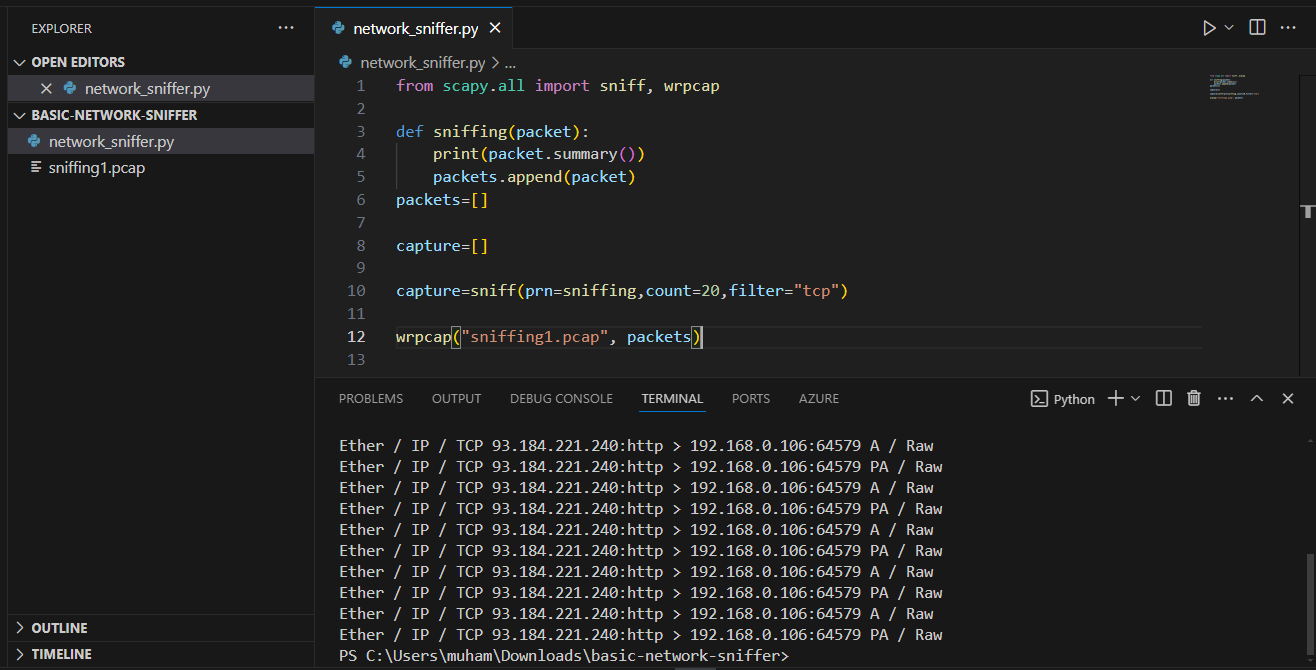 EXPLORER ...
OPEN EDITORS
network_sniffer.py
BASIC-NETWORK-SNIFFER
network_sniffer.py
sniffing1.pcap
OUTLINE
TIMELINE
network_sniffer.py
network_sniffer.py > ...
1 from scapy.all import sniff, wrpcap
2
3 def sniffing(packet):
4 print(packet.summary())
5 packets.append(packet)
6 packets=[]
7
8 capture=[]
9
10 capture=sniff(prn=sniffing,count=20,filter="tcp")
11
12 wrpcap("sniffing1.pcap", packets)
13
PROBLEMS OUTPUT DEBUG CONSOLE TERMINAL PORTS AZURE Python
Ether / IP / TCP 93.184.221.240:http > 192.168.0.106:64579 A / Raw
Ether / IP / TCP 93.184.221.240:http > 192.168.0.106:64579 PA / Raw
Ether / IP / TCP 93.184.221.240:http > 192.168.0.106:64579 A / Raw
Ether / IP / TCP 93.184.221.240:http > 192.168.0.106:64579 PA / Raw
Ether / IP / TCP 93.184.221.240:http > 192.168.0.106:64579 A / Raw
Ether / IP / TCP 93.184.221.240:http > 192.168.0.106:64579 PA / Raw
Ether / IP / TCP 93.184.221.240:http > 192.168.0.106:64579 A / Raw
Ether / IP / TCP 93.184.221.240:http > 192.168.0.106:64579 PA / Raw
Ether / IP / TCP 93.184.221.240:http > 192.168.0.106:64579 A / Raw
Ether / IP / TCP 93.184.221.240:http > 192.168.0.106:64579 PA / Raw
PS C:\Users\muham\Downloads\basic-network-sniffer>